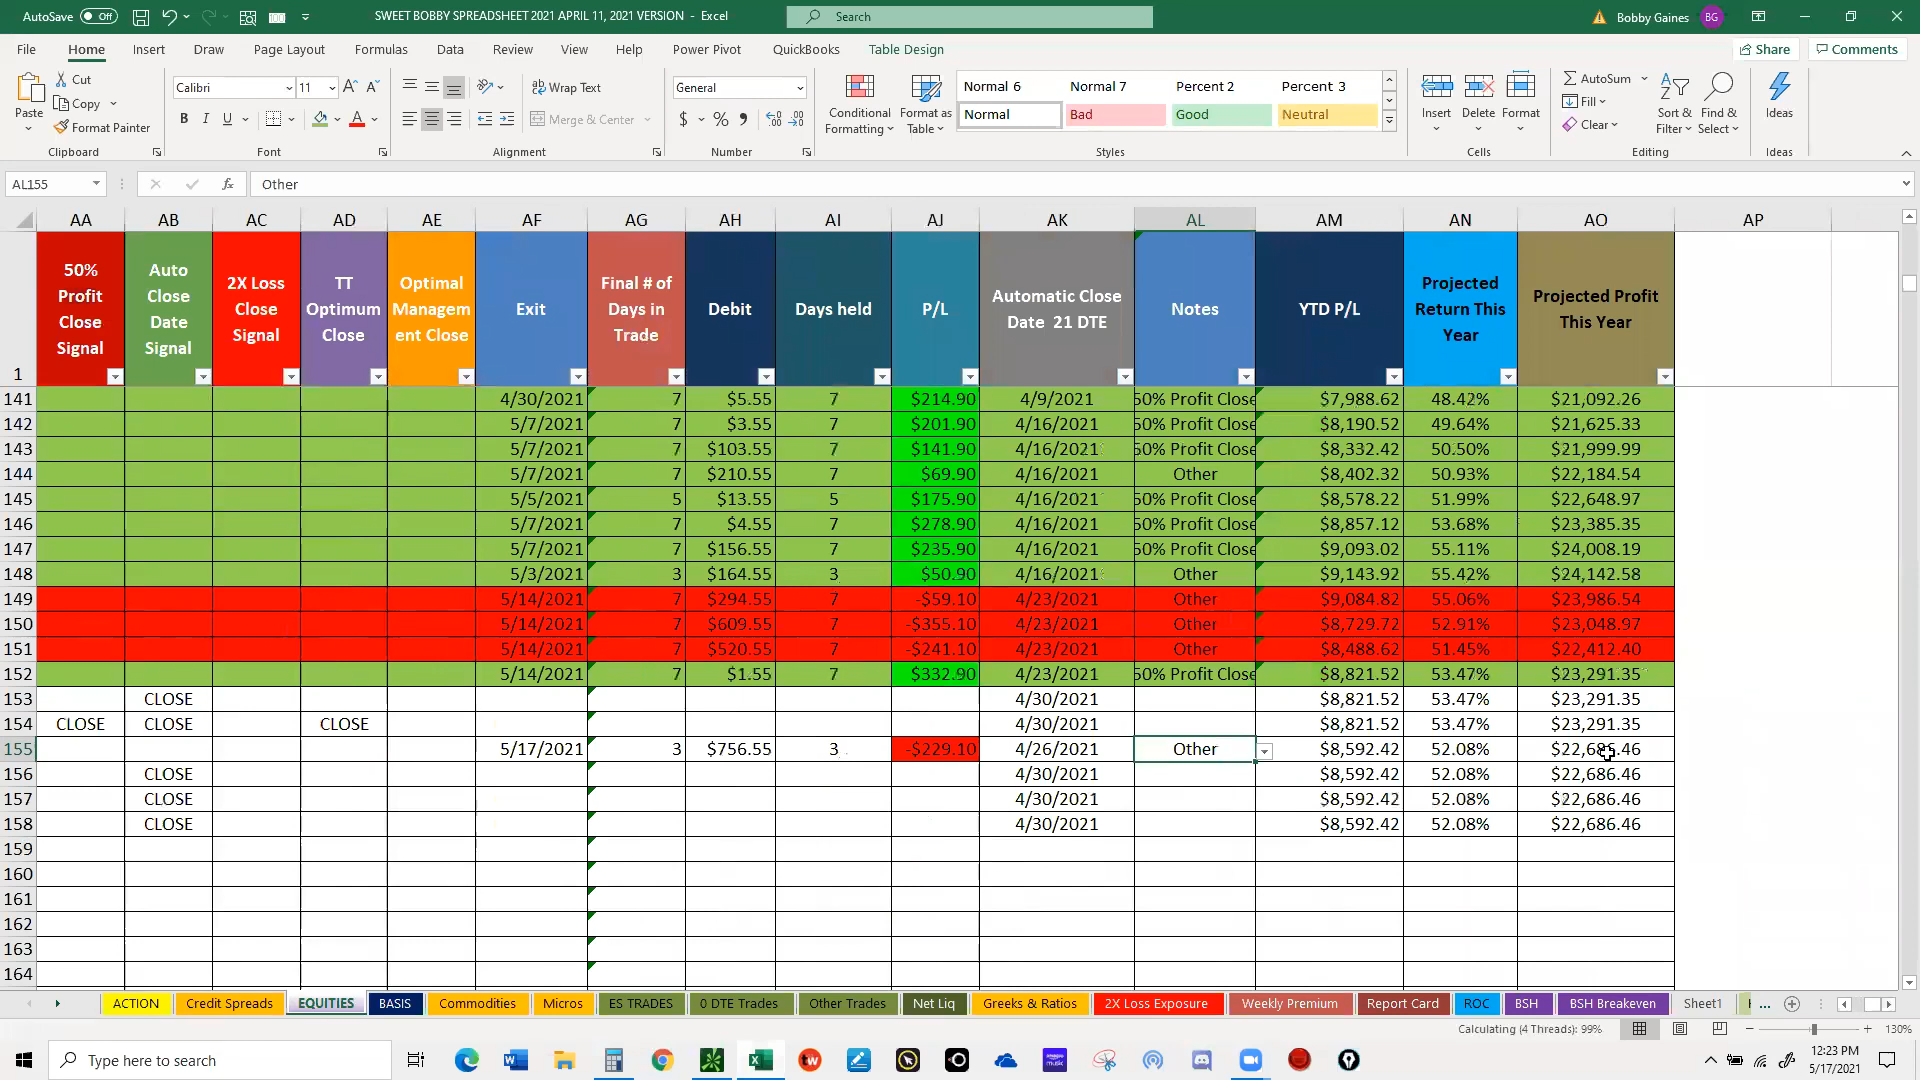 AutoSave Off SWEET BOBBY SPREADSHEET 2021 APRIL 11, 2021 VERSION - Excel Search Bobby Gaines BG
File Home Insert Draw Page Layout Formulas Data Review View Help Power Pivot QuickBooks Table Design Share Comments
Paste Cut Copy Format Painter Calibri 11 B I U A Wrap Text Merge & Center General $ % Conditional Formatting Format as Table Normal 6 Normal 7 Percent 2 Percent 3 Normal Bad Good Neutral Insert Delete Format AutoSum Fill Clear Sort & Filter Find & Select Ideas
Clipboard Font Alignment Number Styles Cells Editing Ideas
AL155 fx Other
AA AB AC AD AE AF AG AH AI AJ AK AL AM AN AO AP
1 50% Profit Close Signal Auto Close Date Signal 2X Loss Close Signal TT Optimum Close Optimal Managem ent Close Exit Final # of Days in Trade Debit Days held P/L Automatic Close Date 21 DTE Notes YTD P/L Projected Return This Year Projected Profit This Year
141 4/30/2021 7 $5.55 7 $214.90 4/9/2021 50% Profit Close $7,988.62 48.42% $21,092.26
142 5/7/2021 7 $3.55 7 $201.90 4/16/2021 50% Profit Close $8,190.52 49.64% $21,625.33
143 5/7/2021 7 $103.55 7 $141.90 4/16/2021 50% Profit Close $8,332.42 50.50% $21,999.99
144 5/7/2021 7 $210.55 7 $69.90 4/16/2021 Other $8,402.32 50.93% $22,184.54
145 5/5/2021 5 $13.55 5 $175.90 4/16/2021 50% Profit Close $8,578.22 51.99% $22,648.97
146 5/7/2021 7 $4.55 7 $278.90 4/16/2021 50% Profit Close $8,857.12 53.68% $23,385.35
147 5/7/2021 7 $156.55 7 $235.90 4/16/2021 50% Profit Close $9,093.02 55.11% $24,008.19
148 5/3/2021 3 $164.55 3 $50.90 4/16/2021 Other $9,143.92 55.42% $24,142.58
149 5/14/2021 7 $294.55 7 -$59.10 4/23/2021 Other $9,084.82 55.06% $23,986.54
150 5/14/2021 7 $609.55 7 -$355.10 4/23/2021 Other $8,729.72 52.91% $23,048.97
151 5/14/2021 7 $520.55 7 -$241.10 4/23/2021 Other $8,488.62 51.45% $22,412.40
152 5/14/2021 7 $1.55 7 $332.90 4/23/2021 50% Profit Close $8,821.52 53.47% $23,291.35
153 CLOSE 4/30/2021 $8,821.52 53.47% $23,291.35
154 CLOSE CLOSE CLOSE 4/30/2021 $8,821.52 53.47% $23,291.35
155 5/17/2021 3 $756.55 3 -$229.10 4/26/2021 Other $8,592.42 52.08% $22,686.46
156 CLOSE 4/30/2021 $8,592.42 52.08% $22,686.46
157 CLOSE 4/30/2021 $8,592.42 52.08% $22,686.46
158 CLOSE 4/30/2021 $8,592.42 52.08% $22,686.46
159
160
161
162
163
164
ACTION Credit Spreads EQUITIES BASIS Commodities Micros ES TRADES 0 DTE Trades Other Trades Net Liq Greeks & Ratios 2X Loss Exposure Weekly Premium Report Card ROC BSH BSH Breakeven Sheet1 ...
Calculating (4 Threads): 99% 130%
Type here to search tw 12:23 PM
5/17/2021